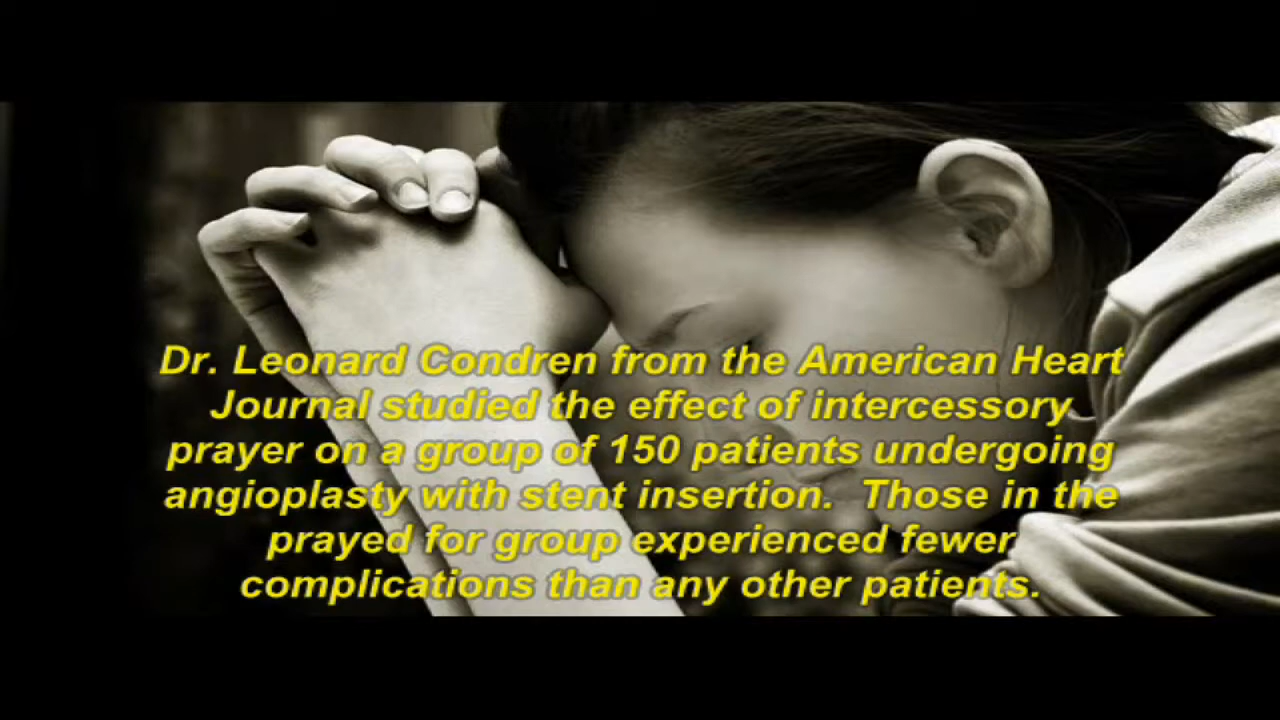 Dr. Leonard Condren from the American Heart
Journal studied the effect of intercessory
prayer on a group of 150 patients undergoing
angioplasty with stent insertion.  Those in the
prayed for group experienced fewer
complications than any other patients.